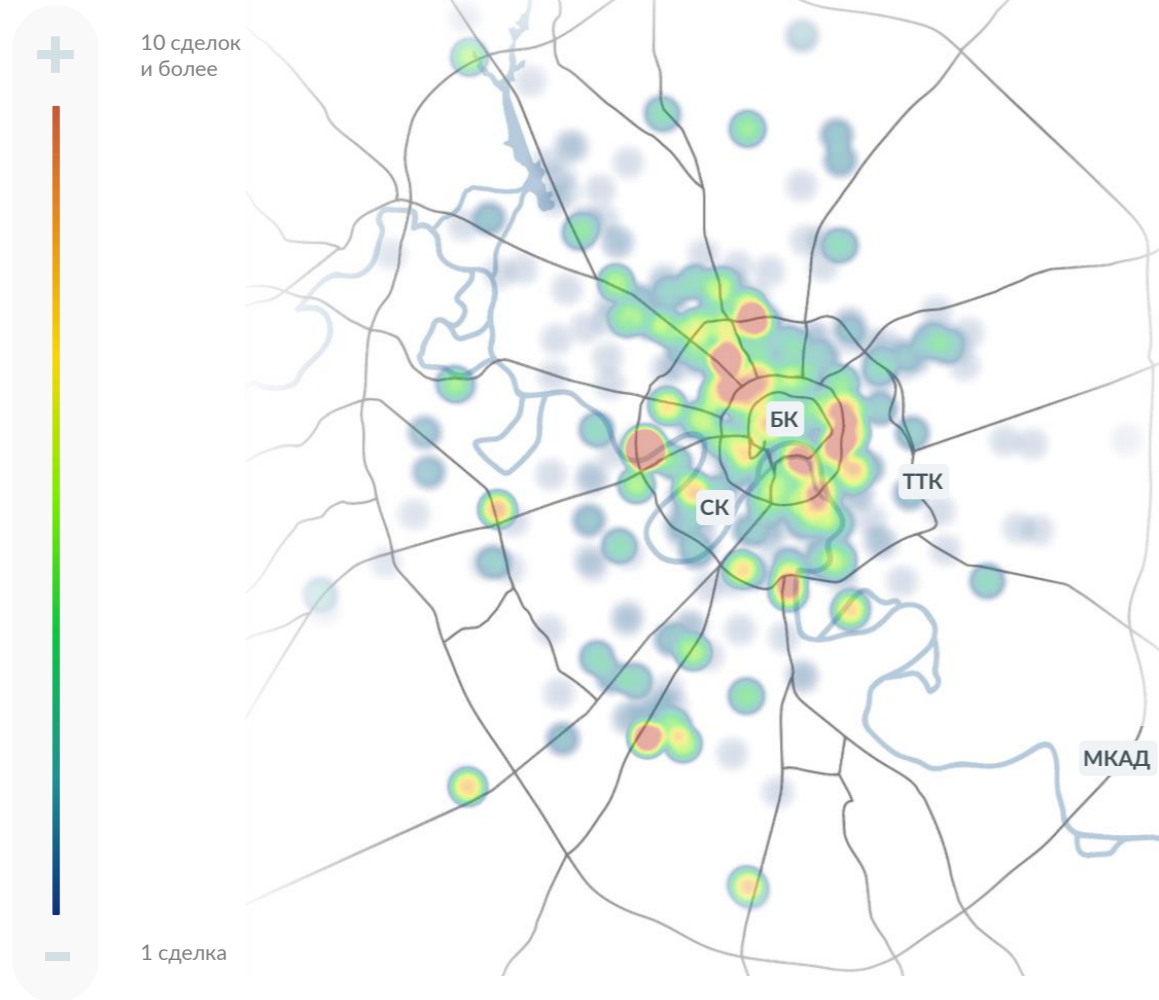 10 сделок
и более
БК
ТТК
СК
МКАД
1 сделка